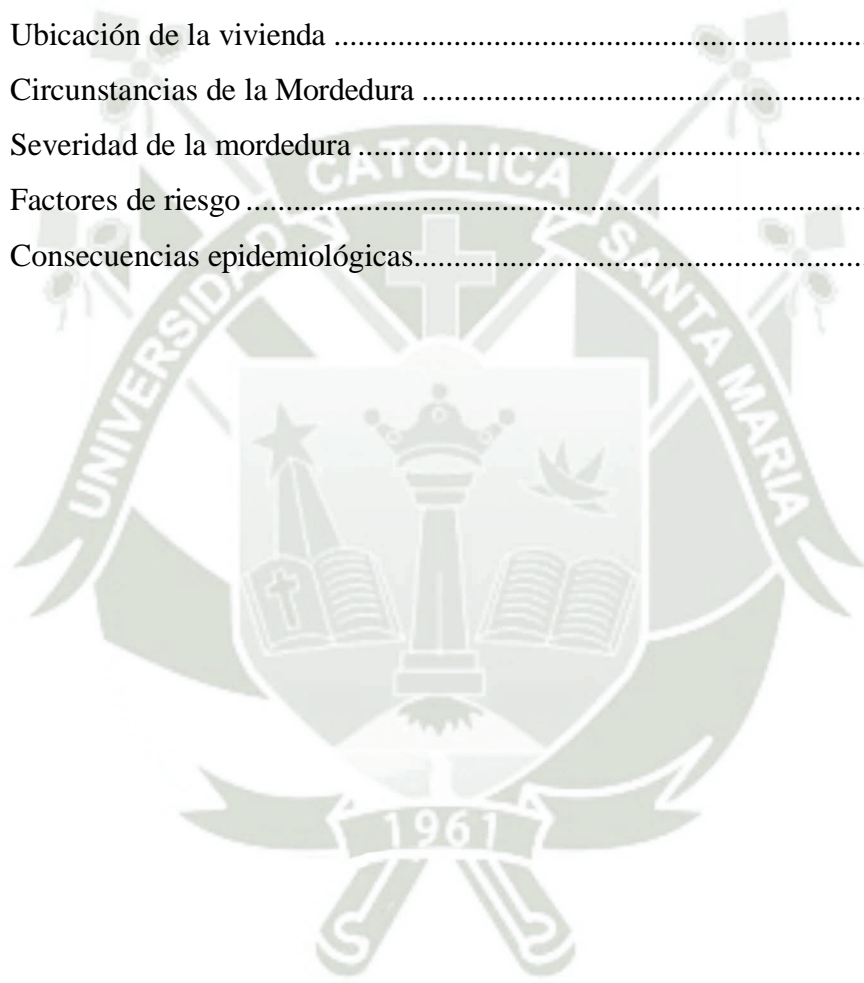 Ubicación de la vivienda ....................................................................
Circunstancias de la Mordedura .......................................................
Severidad de la mordedura ................................................................
Factores de riesgo ..............................................................................
Consecuencias epidemiológicas.........................................................
UNIVERSIDAD CATOLICA SANTA MARIA
1961